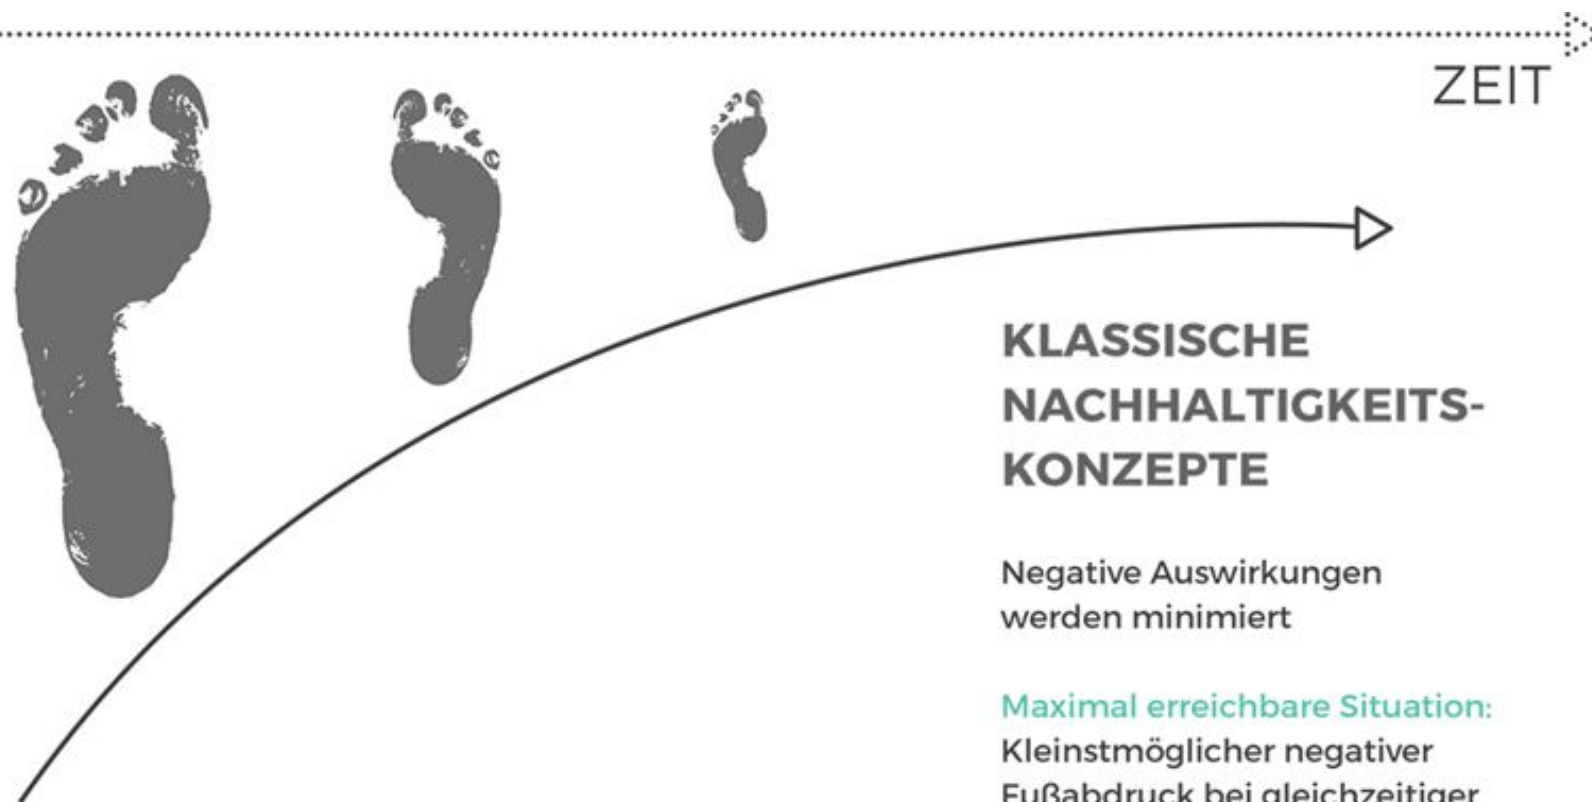 ZEIT
KLASSISCHE
NACHHALTIGKEITS-
KONZEPTE
Negative Auswirkungen
werden minimiert
Maximal erreichbare Situation:
Kleinstmöglicher negativer
Fußabdruck bei gleichzeitiger